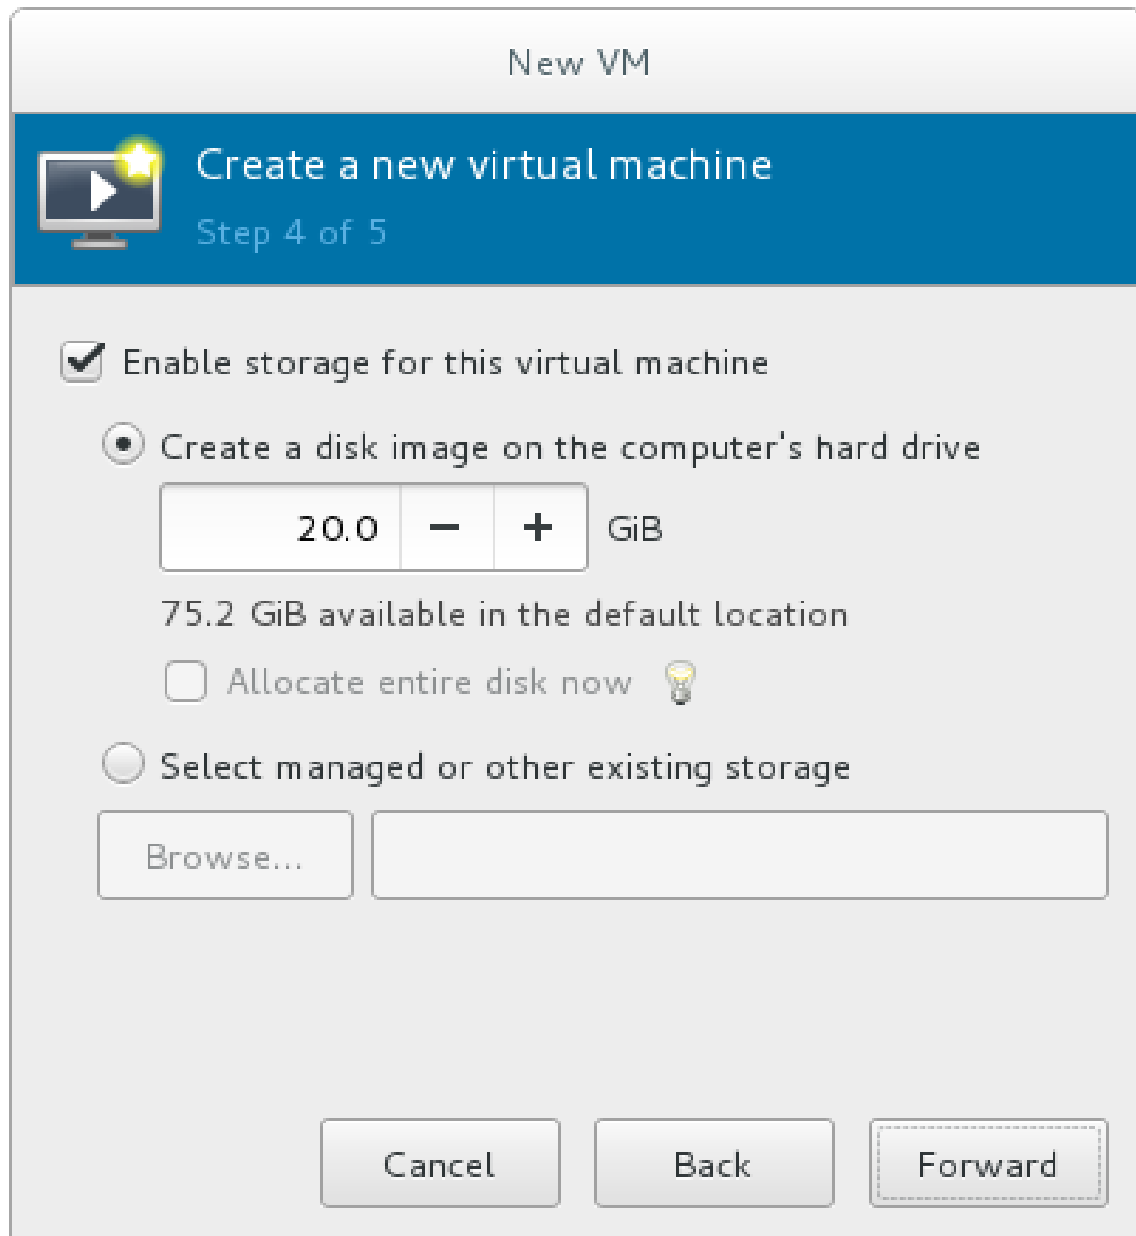 New VM
Create a new virtual machine
Step 4 of 5
Enable storage for this virtual machine
Create a disk image on the computer's hard drive
20.0 − + GiB
75.2 GiB available in the default location
Allocate entire disk now
Select managed or other existing storage
Browse...
Cancel Back Forward